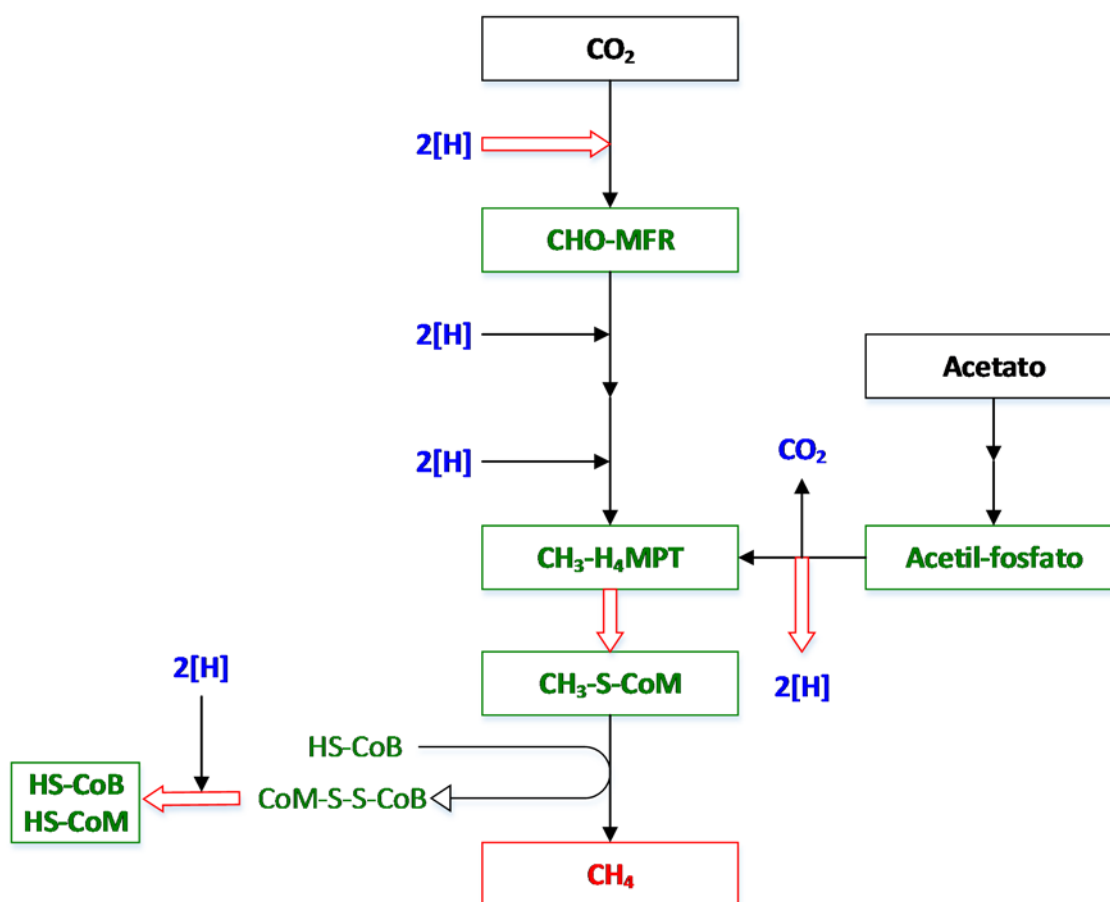 CO₂
2[H]
CHO-MFR
2[H]
Acetato
2[H]
CO₂
CH₃-H₄MPT
Acetil-fosfato
2[H]
CH₃-S-CoM
2[H]
HS-CoB
HS-CoB
HS-CoM
CoM-S-S-CoB
CH₄